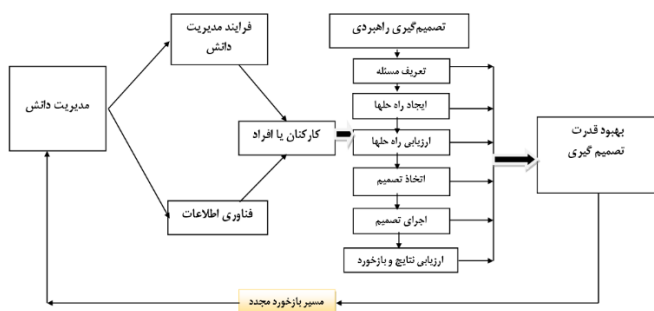 تصمیم‌گیری راهبردی
فرایند مدیریت
دانش
تعریف مسئله
ایجاد راه حلها
مدیریت دانش
کارکنان یا افراد
ارزیابی راه حلها
بهبود قدرت
تصمیم گیری
اتخاذ تصمیم
فناوری اطلاعات
اجرای تصمیم
ارزیابی نتایج و بازخورد
مسیر بازخورد مجدد